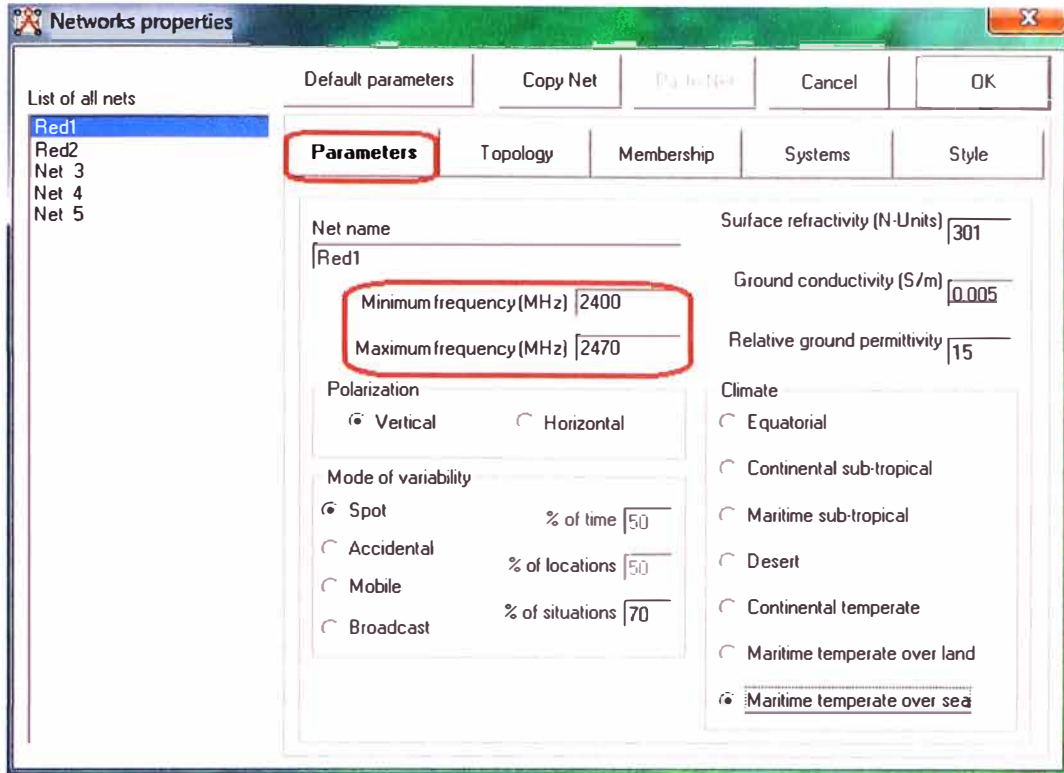 Networks properties
Default parameters
Copy Net
Cancel
OK
List of all nets
Red1
Red2
Net 3
Net 4
Net 5
Parameters
Topology
Membership
Systems
Style
Net name
Red1
Minimum frequency (MHz) 2400
Maximum frequency (MHz) 2470
Surface refractivity (N-Units) 301
Ground conductivity (S/m) 0.005
Relative ground permittivity 15
Polarization
Vertical
Horizontal
Mode of variability
Spot
Accidental
Mobile
Broadcast
% of time 50
% of locations 50
% of situations 70
Climate
Equatorial
Continental sub-tropical
Maritime sub-tropical
Desert
Continental temperate
Maritime temperate over land
Maritime temperate over sea